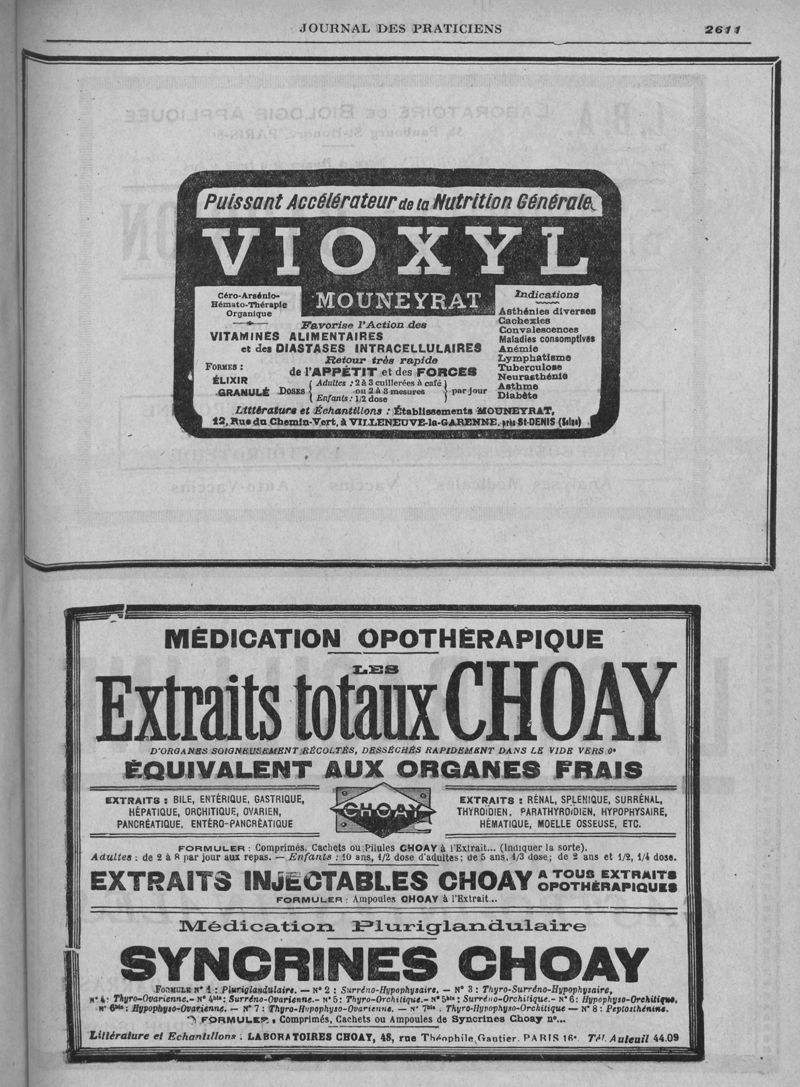 JOURNAL DES PRATICIENS 2611
Puissant Accélérateur de la Nutrition Générale
VIOXYL
MOUNEYRAT
Céro-Arsénio-
Hémato-Thérapie
Organique
Favorise l'Action des
VITAMINES ALIMENTAIRES
et des DIASTASES INTRACELLULAIRES
Retour très rapide
de l'APPÉTIT et des FORCES
FORMES :
ÉLIXIR
GRANULÉ
DOSES
Adultes : 2 à 3 cuillerées à café
ou 2 à 3 mesures
Enfants : 1/2 dose
par jour
Indications
Asthénies diverses
Cachexies
Convalescences
Maladies consomptives
Anémie
Lymphatisme
Tuberculose
Neurasthénie
Asthme
Diabète
Littérature et Échantillons : Établissements MOUNEYRAT,
12, Rue du Chemin-Vert, à VILLENEUVE-la-GARENNE, près St-DENIS (Seine)
MÉDICATION OPOTHÉRAPIQUE
LES
Extraits totaux CHOAY
D'ORGANES SOIGNEUSEMENT RÉCOLTÉS, DESSÉCHÉS RAPIDEMENT DANS LE VIDE VERS 0°
ÉQUIVALENT AUX ORGANES FRAIS
EXTRAITS : BILE, ENTÉRIQUE, GASTRIQUE,
HÉPATIQUE, ORCHITIQUE, OVARIEN,
PANCRÉATIQUE, ENTÉRO-PANCRÉATIQUE
CHOAY
EXTRAITS : RÉNAL, SPLENIQUE, SURRÉNAL,
THYROÏDIEN, PARATHYROïDIEN, HYPOPHYSAIRE,
HÉMATIQUE, MOELLE OSSEUSE, ETC.
FORMULER : Comprimés, Cachets ou Pilules CHOAY à l'Extrait... (Indiquer la sorte).
Adultes : de 2 à 8 par jour aux repas. — Enfants : 10 ans, 1/2 dose d'adultes; de 5 ans, 1/3 dose; de 2 ans et 1/2, 1/4 dose.
EXTRAITS INJECTABLES CHOAY A TOUS EXTRAITS
OPOTHÉRAPIQUES
FORMULER : Ampoules CHOAY à l'Extrait...
Médication Pluriglandulaire
SYNCRINES CHOAY
FORMULE N° 1 : Pluriglandulaire. — N° 2 : Surréno-Hypophysaire. — N° 3 : Thyro-Surréno-Hypophysaire,
N° 4 : Thyro-Ovarienne.- N° 4bis : Surréno-Ovarienne.- N° 5 : Thyro-Orchitique.- N° 5bis : Surréno-Orchitique.- N° 6 : Hypophyso-Orchitique.
N° 6bis : Hypophyso-Ovarienne. — N° 7 : Thyro-Hypophyso-Ovarienne. — N° 7bis . Thyro-Hypophyso-Orchitique — N° 8 : Peptosthénine.
FORMULER : Comprimés, Cachets ou Ampoules de Syncrines Choay n°...
Littérature et Echantillons : LABORATOIRES CHOAY, 48, rue Théophile Gautier, PARIS 16e Tél. Auteuil 44.09